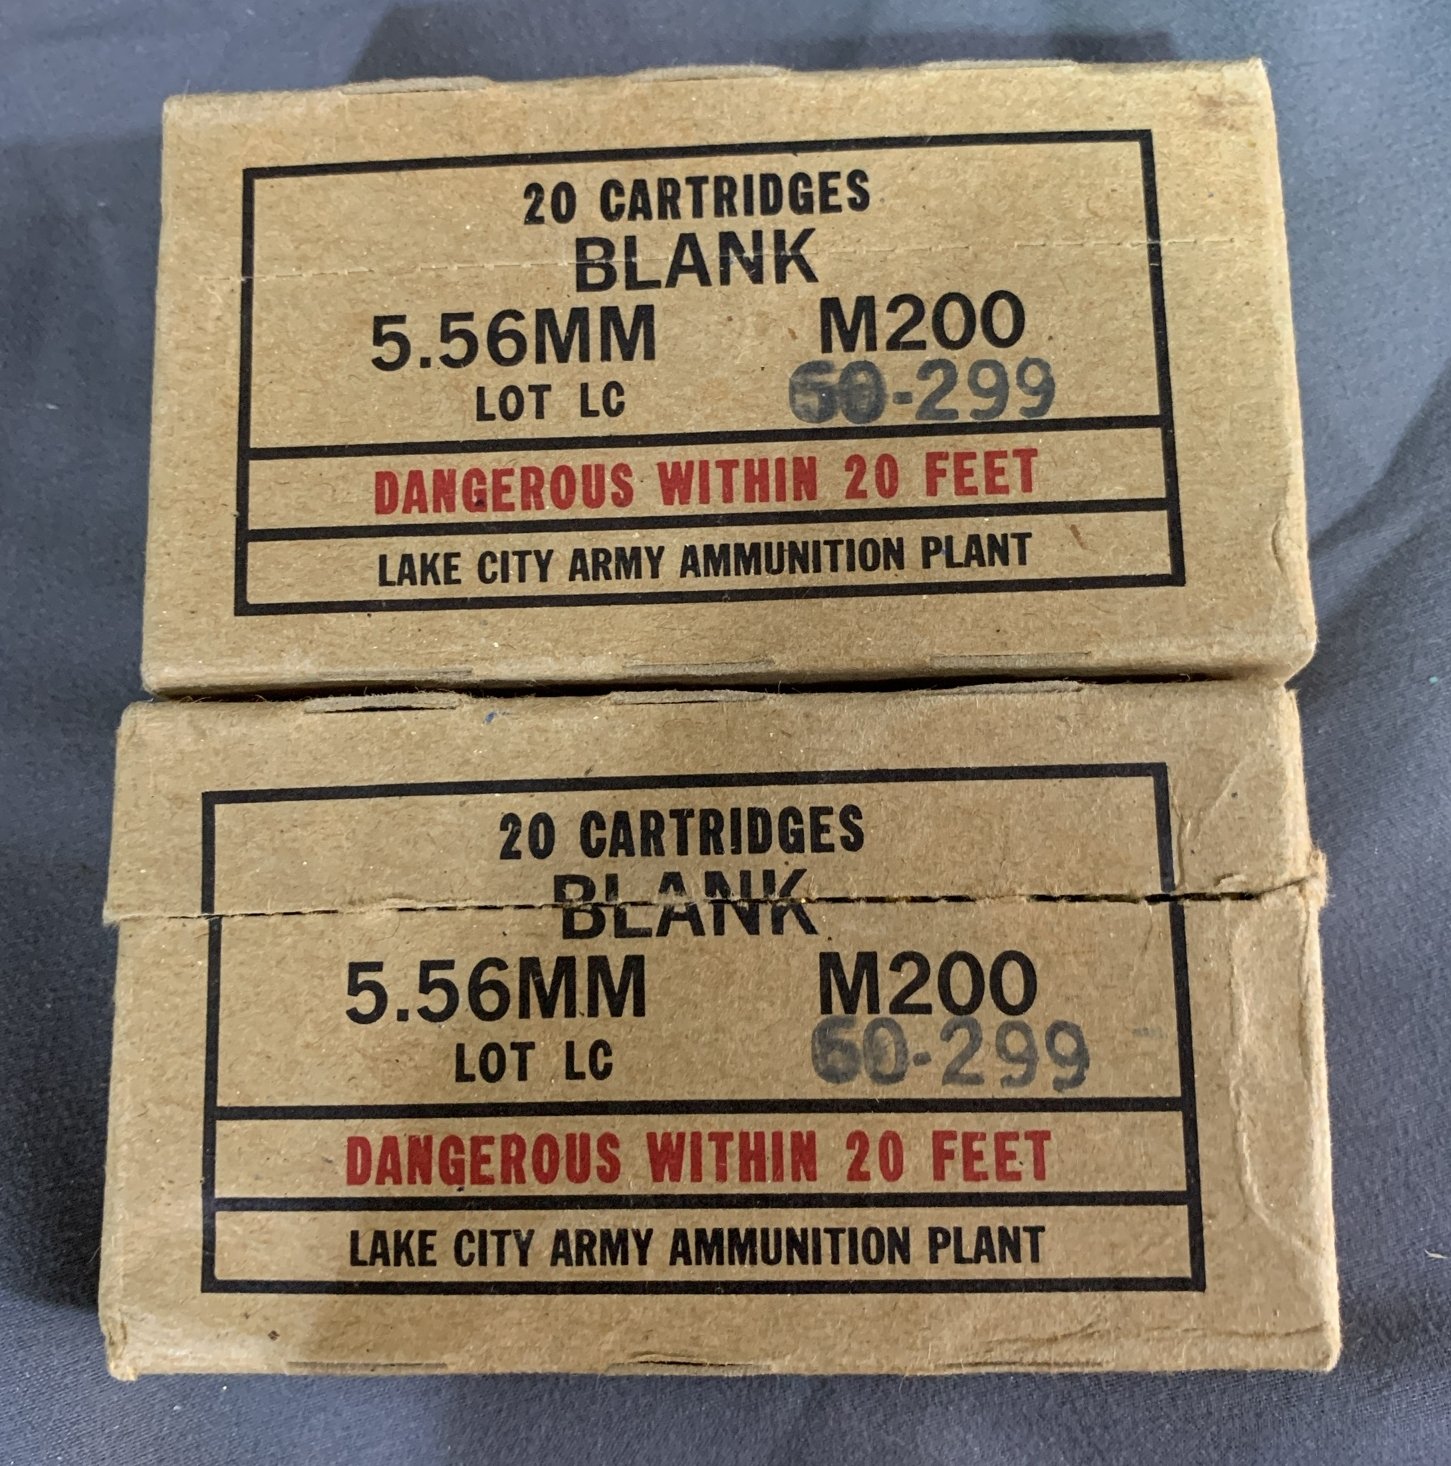 20 CARTRIDGES
BLANK
5.56MM M200
LOT LC 60-299
DANGEROUS WITHIN 20 FEET
LAKE CITY ARMY AMMUNITION PLANT
20 CARTRIDGES
BLANK
5.56MM M200
LOT LC 60-299
DANGEROUS WITHIN 20 FEET
LAKE CITY ARMY AMMUNITION PLANT